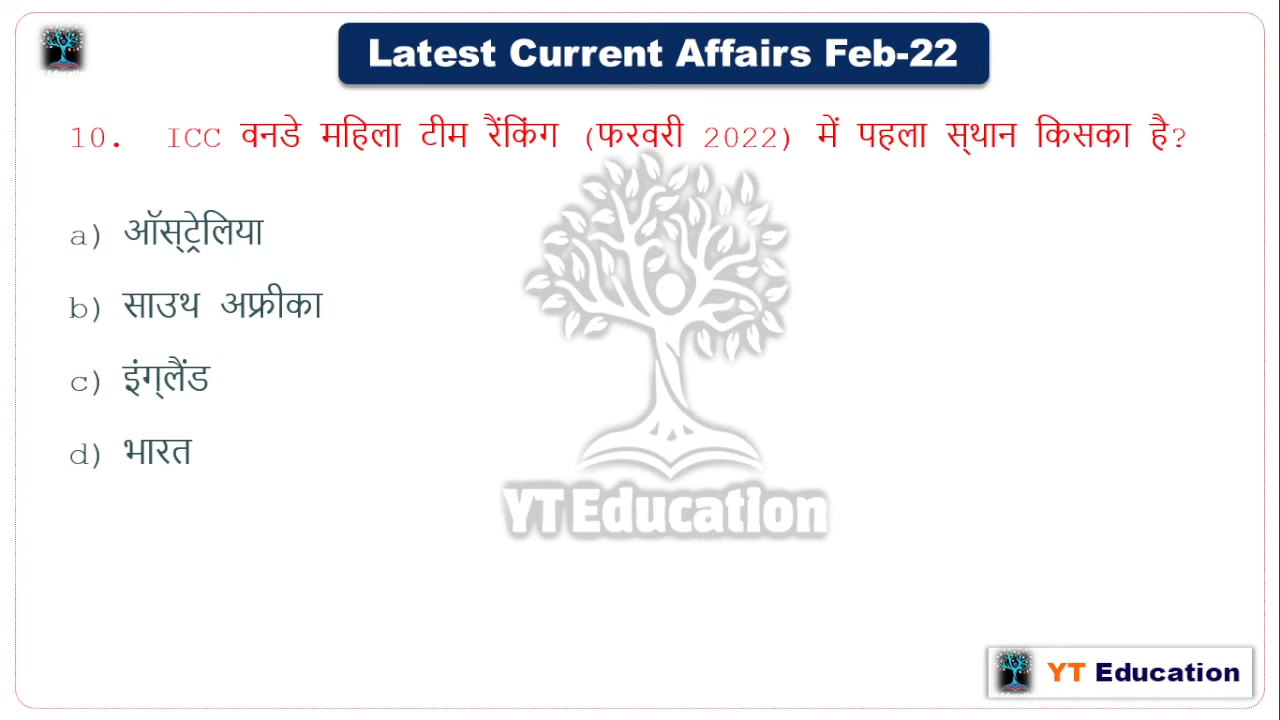 Latest Current Affairs Feb-22
10. ICC वनडे महिला टीम रैंकिंग (फरवरी 2022) में पहला स्थान किसका है?
a) ऑस्ट्रेलिया
b) साउथ अफ्रीका
c) इंग्लैंड
d) भारत
YT Education
YT Education